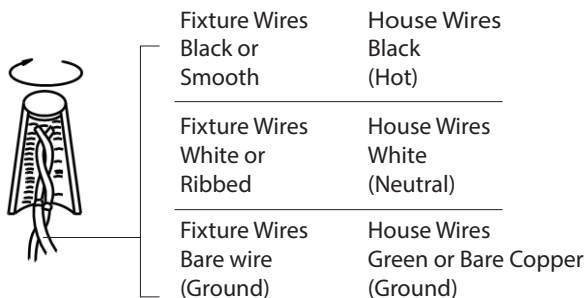 Fixture Wires House Wires
Black or Black
Smooth (Hot)
Fixture Wires House Wires
White or White
Ribbed (Neutral)
Fixture Wires House Wires
Bare wire Green or Bare Copper
(Ground) (Ground)